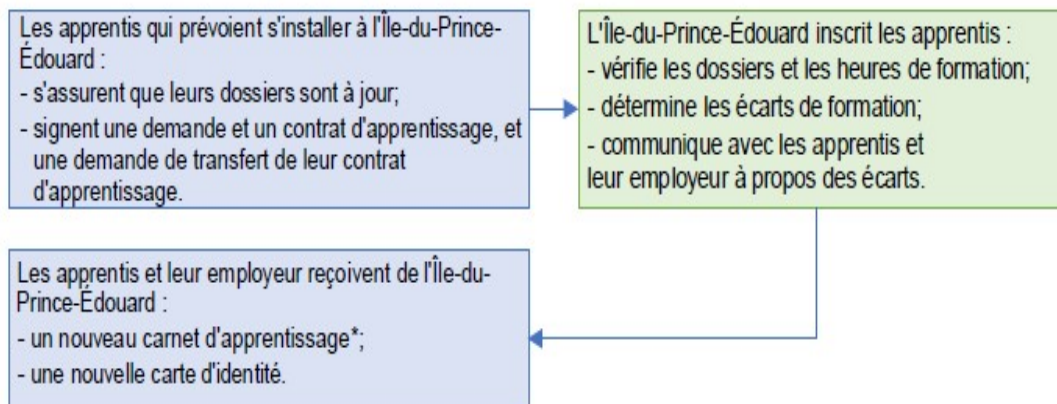 Les apprentis qui prévoient s'installer à l'Île-du-Prince-
Édouard :
- s'assurent que leurs dossiers sont à jour;
- signent une demande et un contrat d'apprentissage, et
une demande de transfert de leur contrat
d'apprentissage.
L'Île-du-Prince-Édouard inscrit les apprentis :
- vérifie les dossiers et les heures de formation;
- détermine les écarts de formation;
- communique avec les apprentis et
leur employeur à propos des écarts.
Les apprentis et leur employeur reçoivent de l'Île-du-
Prince-Édouard :
- un nouveau carnet d'apprentissage*;
- une nouvelle carte d'identité.